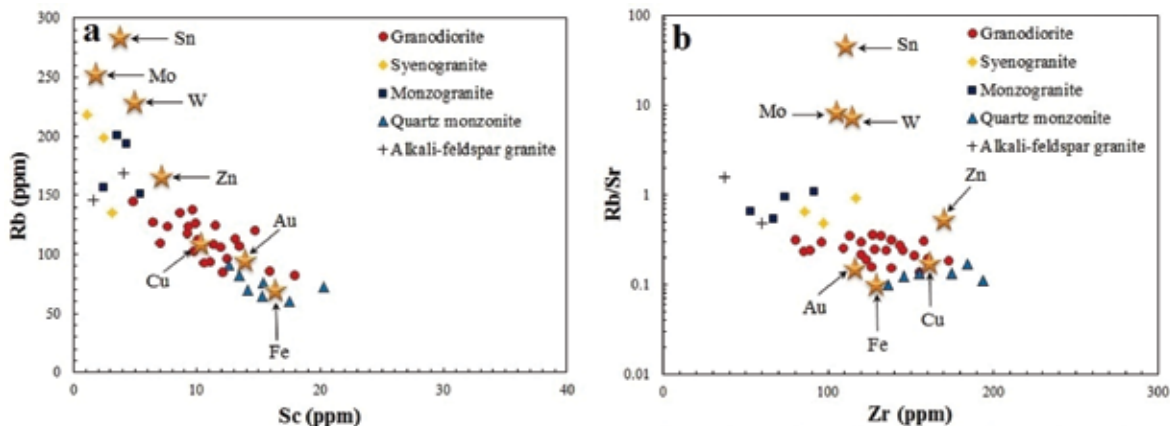 a
Rb (ppm)
300
250
200
150
100
50
0
0 10 20 30 40
Sc (ppm)
Sn
Mo
W
Zn
Au
Cu
Fe
Granodiorite
Syenogranite
Monzogranite
Quartz monzonite
Alkali-feldspar granite
b
Rb/Sr
100
10
1
0.1
0.01
0 100 200 300
Zr (ppm)
Sn
Mo
W
Zn
Au
Fe
Cu
Granodiorite
Syenogranite
Monzogranite
Quartz monzonite
Alkali-feldspar granite